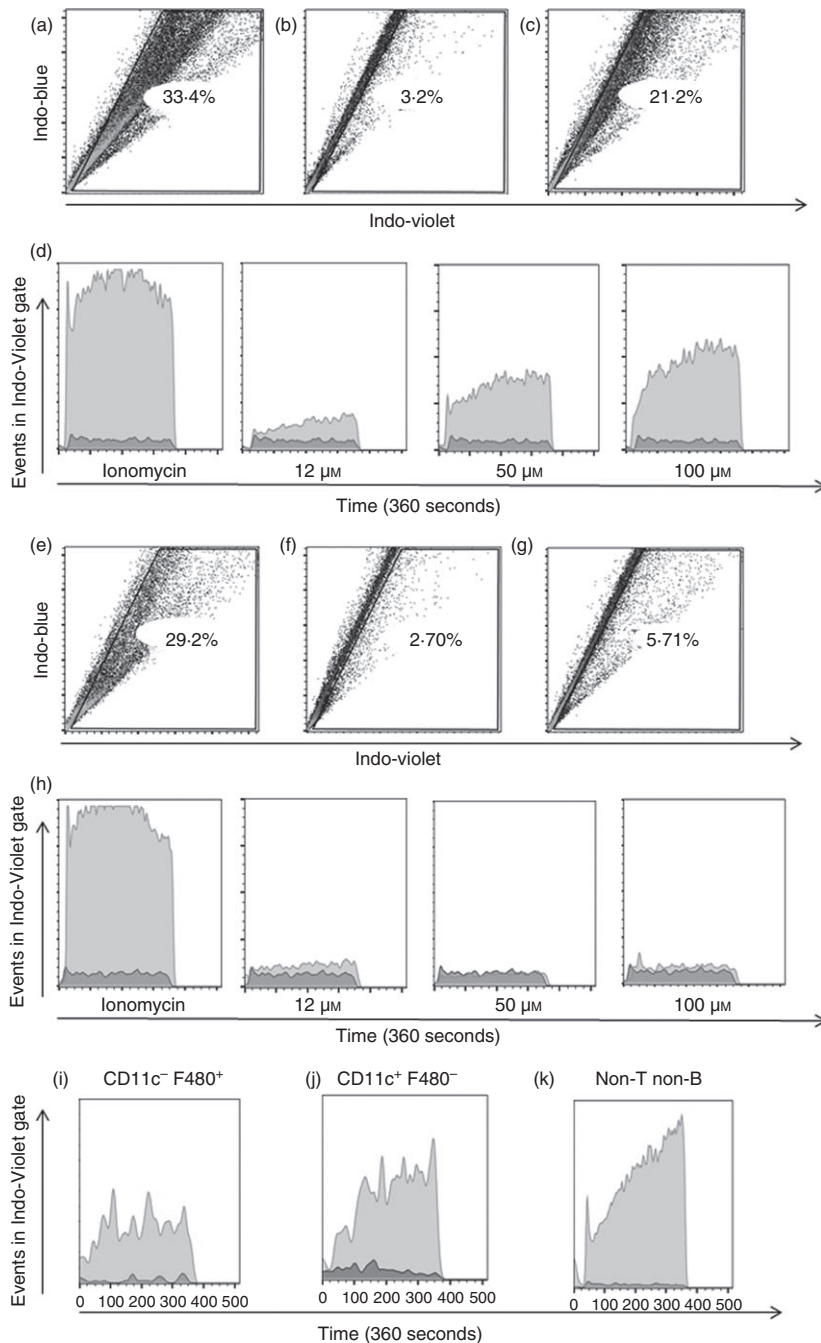 (a) (b) (c)
Indo-blue
33·4% 3·2% 21·2%
Indo-violet
(d)
Events in Indo-Violet gate
Ionomycin 12 μM 50 μM 100 μM
Time (360 seconds)
(e) (f) (g)
Indo-blue
29·2% 2·70% 5·71%
Indo-violet
(h)
Events in Indo-Violet gate
Ionomycin 12 μM 50 μM 100 μM
Time (360 seconds)
(i) CD11c⁻ F480⁺ (j) CD11c⁺ F480⁻ (k) Non-T non-B
Events in Indo-Violet gate
0 100 200 300 400 500 0 100 200 300 400 500 0 100 200 300 400 500
Time (360 seconds)